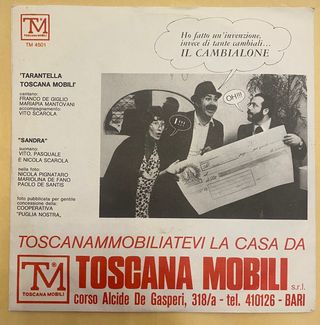 TM
TOSCANA MOBILI
TM 4501
Ho fatto un'invenzione,
invece di tante cambiali...
IL CAMBIALONE
'TARANTELLA
TOSCANA MOBILI'
cantano:
FRANCO DE GIGLIO
MARIAPIA MANTOVANI
accompagnamento:
VITO SCAROLA
"SANDRA"
suonano:
VITO, PASQUALE
E NICOLA SCAROLA
nella foto:
NICOLA PIGNATARO
MARIOLINA DE FANO
PAOLO DE SANTIS
foto pubblicata per gentile
concessione della:
COOPERATIVA
"PUGLIA NOSTRA,,
I!!...
OH!!!
TOSCANAMMOBILIATEVI LA CASA DA
TM
TOSCANA MOBILI
TOSCANA MOBILI s.r.l.
corso Alcide De Gasperi, 318/a - tel. 410126 - BARI